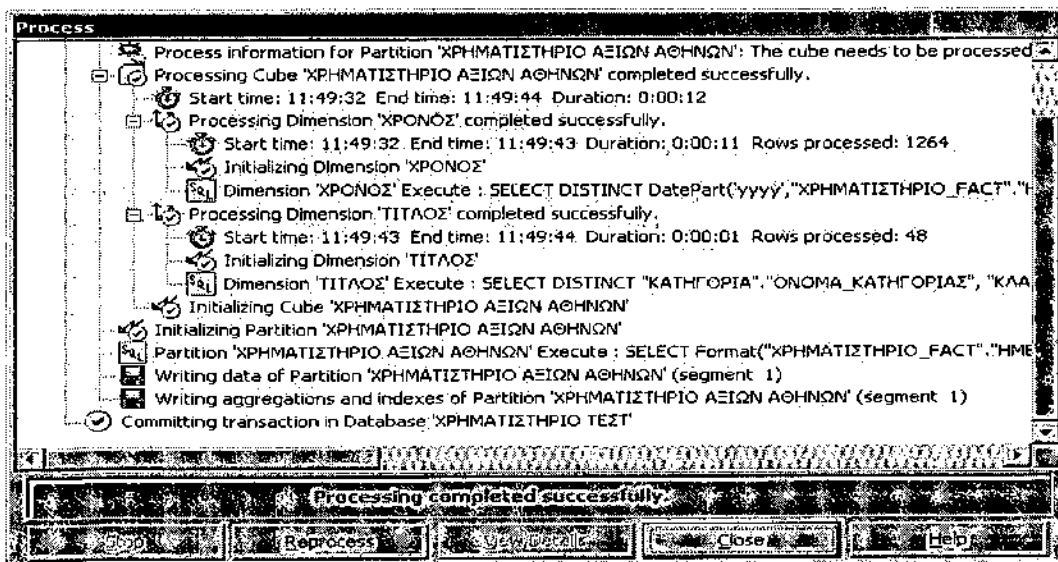 Process
Process information for Partition 'ΧΡΗΜΑΤΙΣΤΗΡΙΟ ΑΞΙΩΝ ΑΘΗΝΩΝ': The cube needs to be processed
Processing Cube 'ΧΡΗΜΑΤΙΣΤΗΡΙΟ ΑΞΙΩΝ ΑΘΗΝΩΝ' completed successfully.
Start time: 11:49:32 End time: 11:49:44 Duration: 0:00:12
Processing Dimension 'ΧΡΟΝΟΣ' completed successfully.
Start time: 11:49:32 End time: 11:49:43 Duration: 0:00:11 Rows processed: 1264
Initializing Dimension 'ΧΡΟΝΟΣ'
Dimension 'ΧΡΟΝΟΣ' Execute : SELECT DISTINCT DatePart('yyyy',"ΧΡΗΜΑΤΙΣΤΗΡΙΟ_FACT"."Η
Processing Dimension 'ΤΙΤΛΟΣ' completed successfully.
Start time: 11:49:43 End time: 11:49:44 Duration: 0:00:01 Rows processed: 48
Initializing Dimension 'ΤΙΤΛΟΣ'
Dimension 'ΤΙΤΛΟΣ' Execute : SELECT DISTINCT "ΚΑΤΗΓΟΡΙΑ"."ΟΝΟΜΑ_ΚΑΤΗΓΟΡΙΑΣ", "ΚΛΑ
Initializing Cube 'ΧΡΗΜΑΤΙΣΤΗΡΙΟ ΑΞΙΩΝ ΑΘΗΝΩΝ'
Initializing Partition 'ΧΡΗΜΑΤΙΣΤΗΡΙΟ ΑΞΙΩΝ ΑΘΗΝΩΝ'
Partition 'ΧΡΗΜΑΤΙΣΤΗΡΙΟ ΑΞΙΩΝ ΑΘΗΝΩΝ' Execute : SELECT Format("ΧΡΗΜΑΤΙΣΤΗΡΙΟ_FACT"."ΗΜΕ
Writing data of Partition 'ΧΡΗΜΑΤΙΣΤΗΡΙΟ ΑΞΙΩΝ ΑΘΗΝΩΝ' (segment 1)
Writing aggregations and indexes of Partition 'ΧΡΗΜΑΤΙΣΤΗΡΙΟ ΑΞΙΩΝ ΑΘΗΝΩΝ' (segment 1)
Committing transaction in Database 'ΧΡΗΜΑΤΙΣΤΗΡΙΟ ΤΕΣΤ'
Processing completed successfully.
Stop Reprocess View Details Close Help